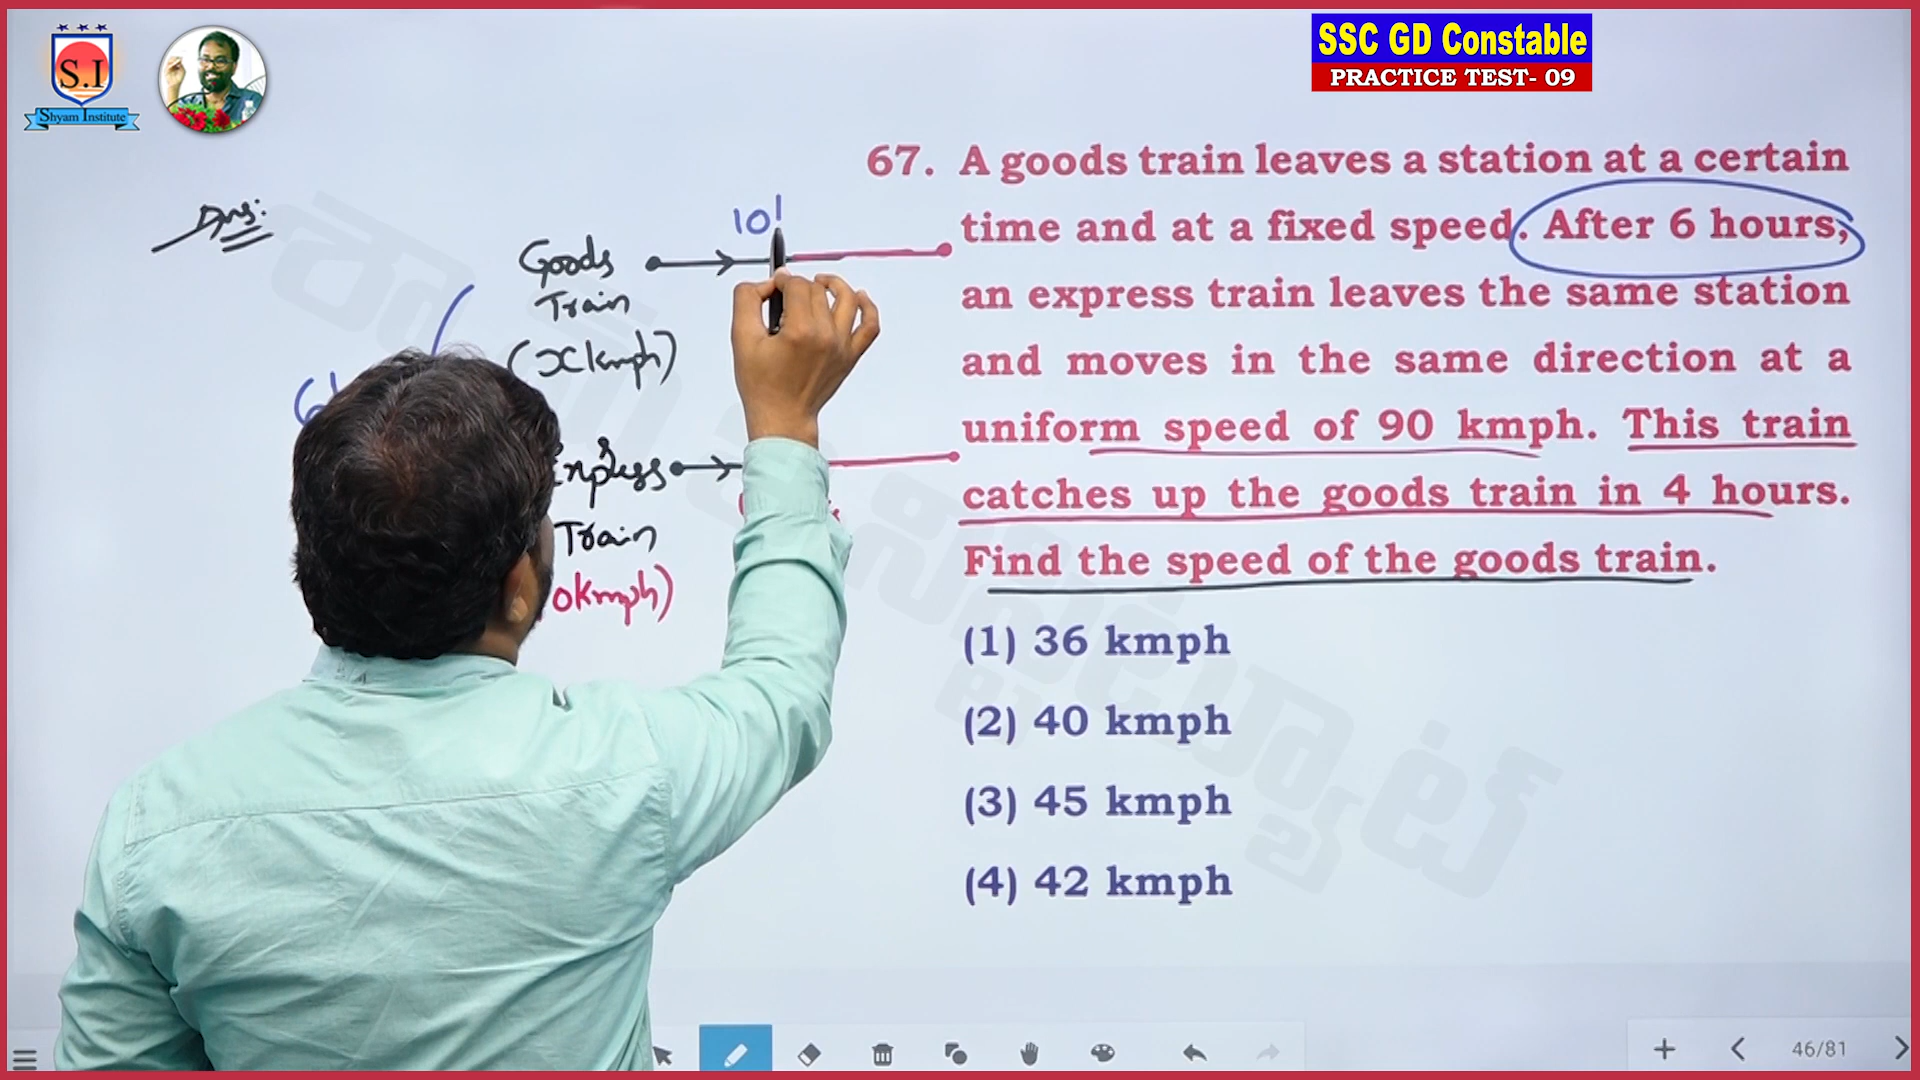 S.I
Shyam Institute
SSC GD Constable
PRACTICE TEST- 09
67. A goods train leaves a station at a certain
time and at a fixed speed. After 6 hours,
an express train leaves the same station
and moves in the same direction at a
uniform speed of 90 kmph. This train
catches up the goods train in 4 hours.
Find the speed of the goods train.
(1) 36 kmph
(2) 40 kmph
(3) 45 kmph
(4) 42 kmph
Ans:
10
Goods
Train
(x kmph)
6
Train
0kmph)
46/81